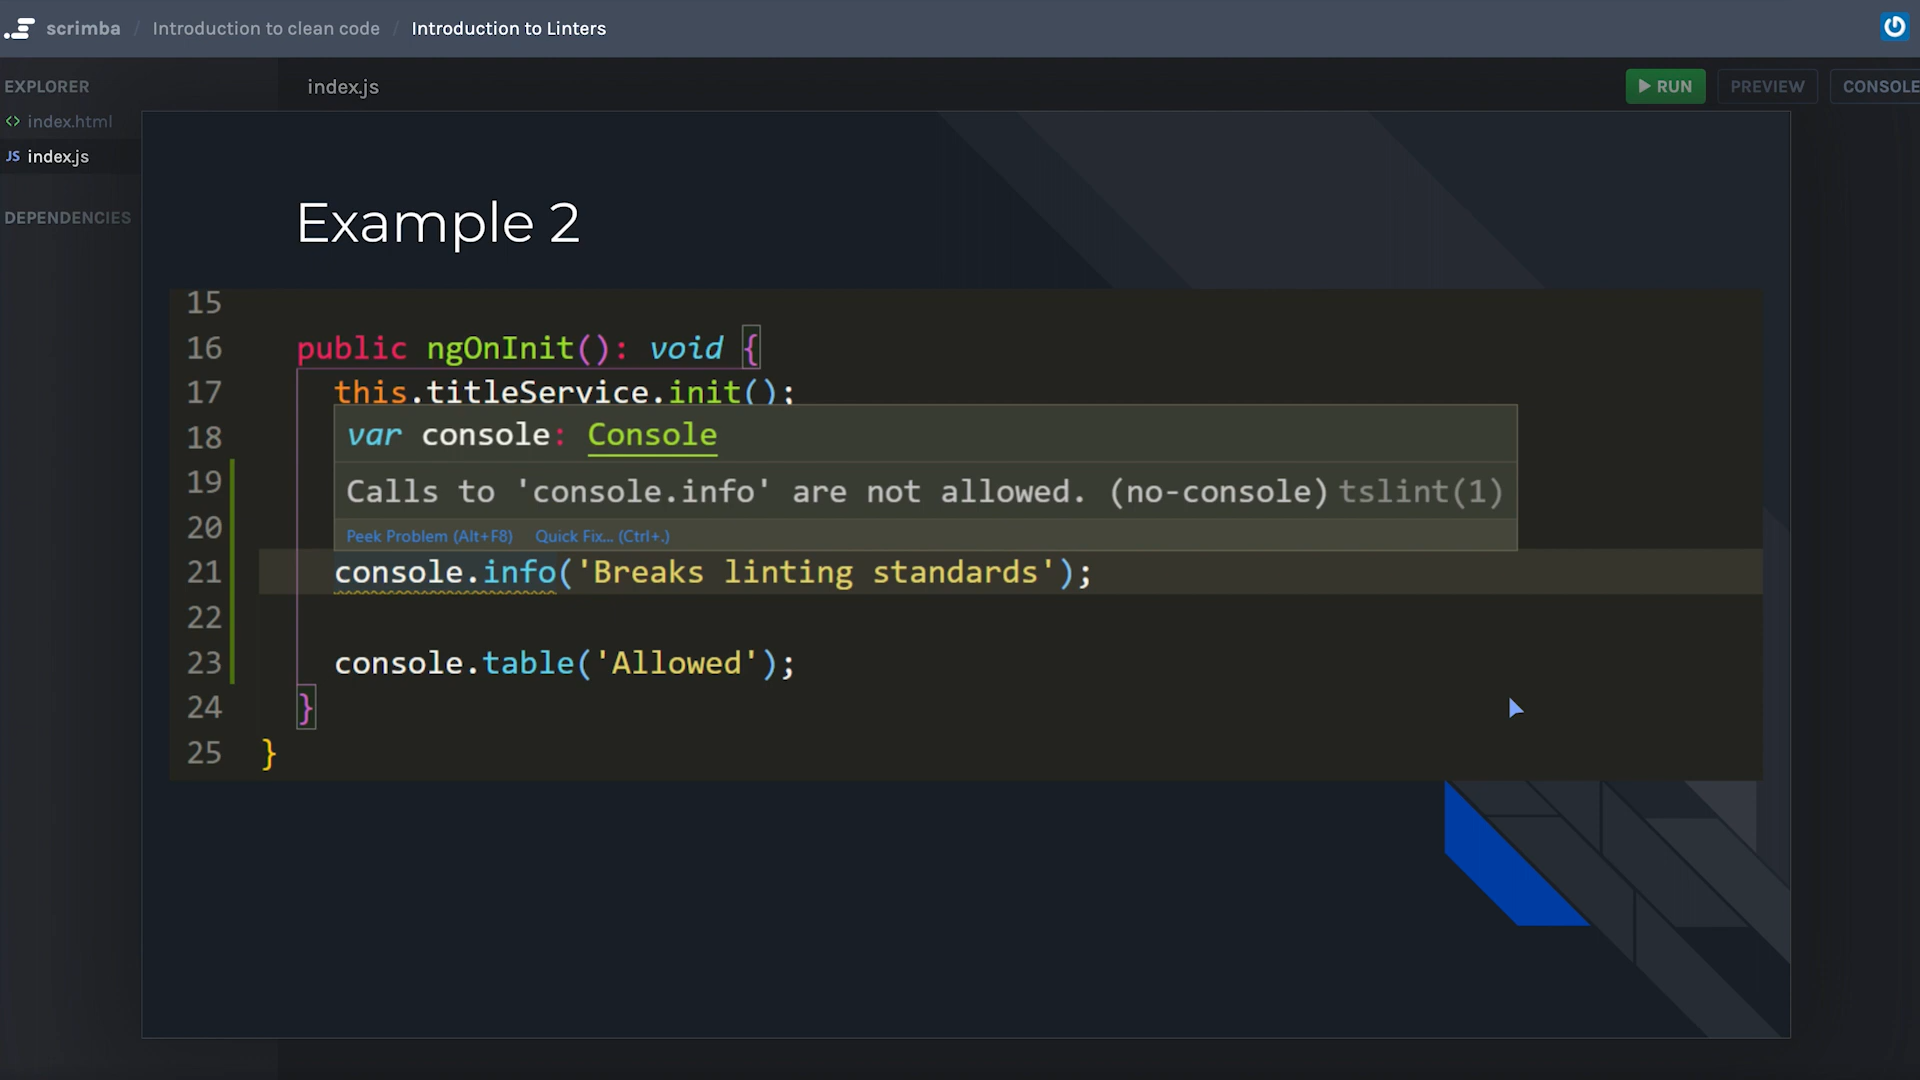 scrimba / Introduction to clean code / Introduction to Linters
EXPLORER
index.js
RUN
PREVIEW
CONSOLE
<> index.html
JS index.js
DEPENDENCIES
Example 2
15
16 public ngOnInit(): void {
17 this.titleService.init();
18 var console: Console
19 Calls to 'console.info' are not allowed. (no-console) tslint(1)
20 Peek Problem (Alt+F8) Quick Fix... (Ctrl+.)
21 console.info('Breaks linting standards');
22
23 console.table('Allowed');
24 }
25 }